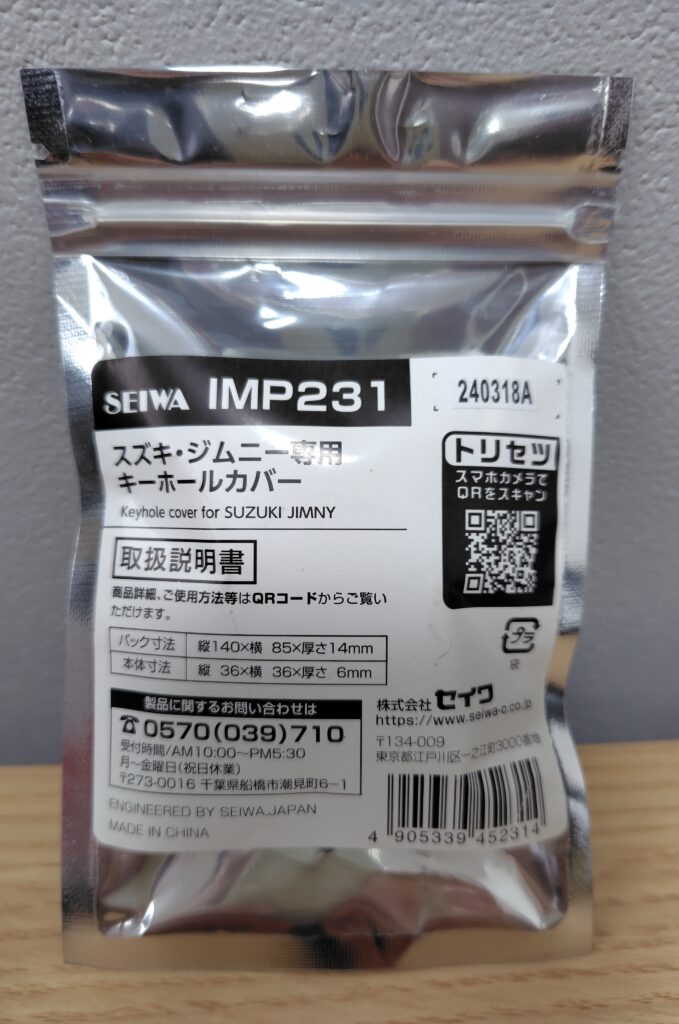 SEIWA IMP231
240318A
スズキ・ジムニー専用
キーホールカバー
Keyhole cover for SUZUKI JIMNY
トリセツ
スマホカメラで
QRをスキャン
取扱説明書
商品詳細、ご使用方法等はQRコードからご覧い
ただけます。
パック寸法 縦140×横 85×厚さ14mm
本体寸法 縦 36×横 36×厚さ 6mm
プラ
袋
製品に関するお問い合わせは
☎0570(039)710
受付時間/AM10:00〜PM5:30
月〜金曜日(祝日休業)
〒273-0016 千葉県船橋市潮見町6−1
株式会社 セイワ
https://www.seiwa-c.co.jp
〒134-009
東京都江戸川区一之江町3000番地
ENGINEERED BY SEIWA.JAPAN
MADE IN CHINA
4 905339 452314